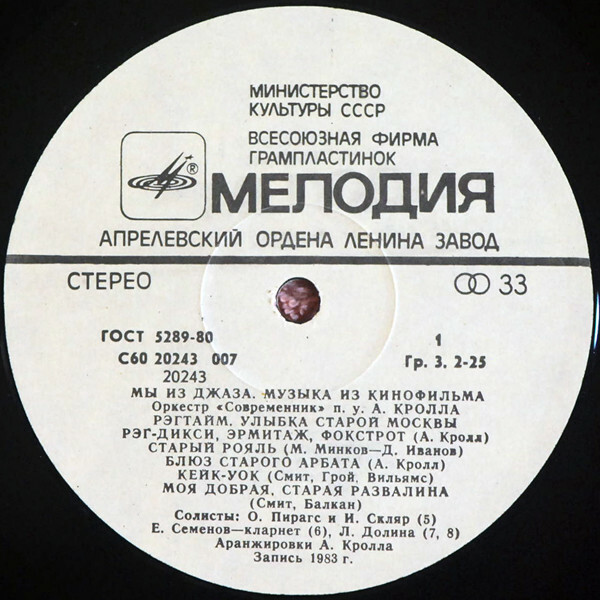 МИНИСТЕРСТВО
КУЛЬТУРЫ СССР
ВСЕСОЮЗНАЯ ФИРМА
ГРАМПЛАСТИНОК
®
МЕЛОДИЯ
АПРЕЛЕВСКИЙ ОРДЕНА ЛЕНИНА ЗАВОД
СТЕРЕО 33
ГОСТ 5289-80 1
С60 20243 007 Гр. 3. 2-25
20243
МЫ ИЗ ДЖАЗА. МУЗЫКА ИЗ КИНОФИЛЬМА
Оркестр «Современник» п. у. А. КРОЛЛА
РЭГТАЙМ. УЛЫБКА СТАРОЙ МОСКВЫ
РЭГ-ДИКСИ, ЭРМИТАЖ, ФОКСТРОТ (А. Кролл)
СТАРЫЙ РОЯЛЬ (М. Минков—Д. Иванов)
БЛЮЗ СТАРОГО АРБАТА (А. Кролл)
КЕЙК-УОК (Смит, Грой, Вильямс)
МОЯ ДОБРАЯ, СТАРАЯ РАЗВАЛИНА
(Смит, Балкан)
Солисты: О. Пирагс и И. Скляр (5)
Е. Семенов—кларнет (6), Л. Долина (7, 8)
Аранжировки А. Кролла
Запись 1983 г.